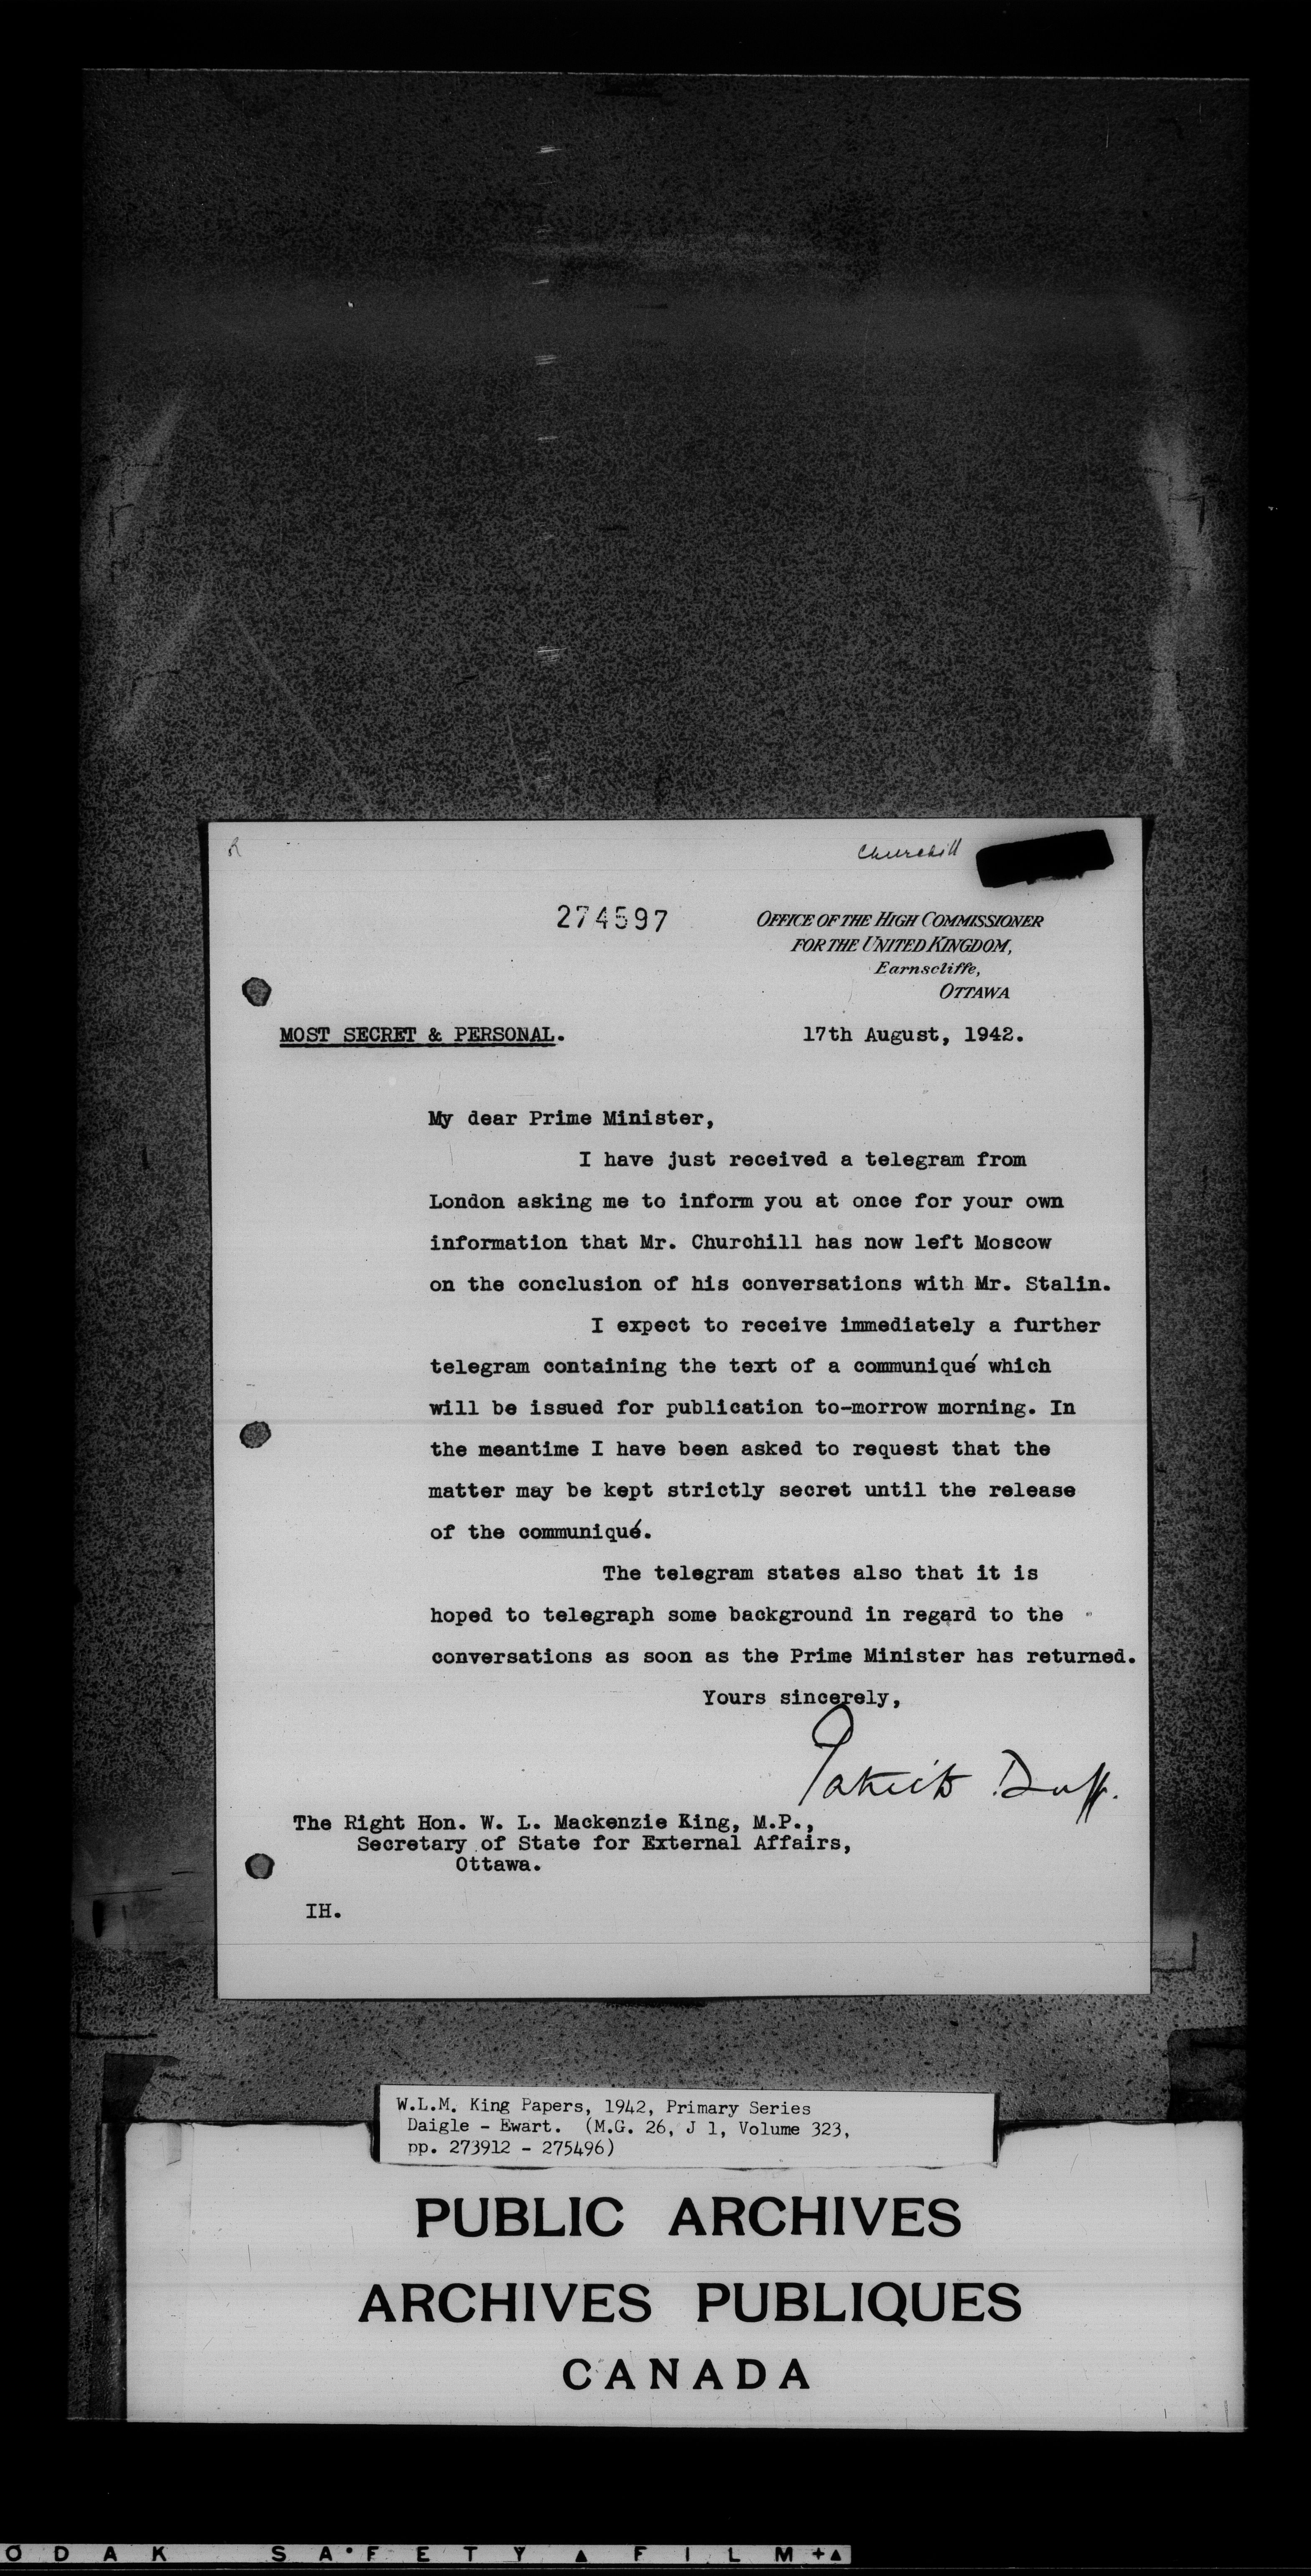 R
Churchill
274597
OFFICE OF THE HIGH COMMISSIONER
FOR THE UNITED KINGDOM,
Earnscliffe,
OTTAWA
MOST SECRET & PERSONAL.
17th August, 1942.
My dear Prime Minister,
I have just received a telegram from
London asking me to inform you at once for your own
information that Mr. Churchill has now left Moscow
on the conclusion of his conversations with Mr. Stalin.
I expect to receive immediately a further
telegram containing the text of a communiqué which
will be issued for publication to-morrow morning. In
the meantime I have been asked to request that the
matter may be kept strictly secret until the release
of the communiqué.
The telegram states also that it is
hoped to telegraph some background in regard to the
conversations as soon as the Prime Minister has returned.
Yours sincerely,
Patrick Duff.
The Right Hon. W. L. Mackenzie King, M.P.,
Secretary of State for External Affairs,
Ottawa.
IH.
W.L.M. King Papers, 1942, Primary Series
Daigle - Ewart. (M.G. 26, J 1, Volume 323,
pp. 273912 - 275496)
PUBLIC ARCHIVES
ARCHIVES PUBLIQUES
CANADA
ODAK SAFETY FILM